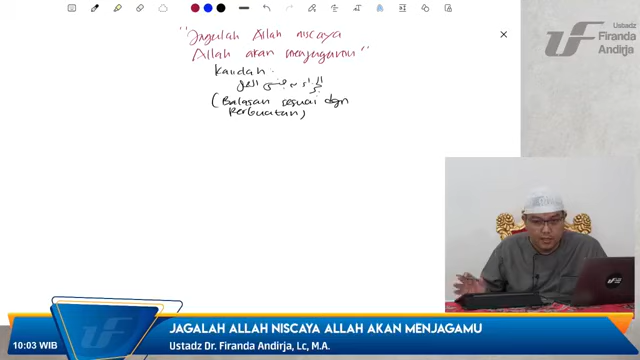 "Jagalah Allah niscaya
Allah akan menjagamu"
Kaidah :
الجزاء من جنس العمل
(Balasan sesuai dgn
Perbuatan)
Ustadz
Firanda
Andirja
JAGALAH ALLAH NISCAYA ALLAH AKAN MENJAGAMU
10:03 WIB
Ustadz Dr. Firanda Andirja, Lc, M.A.